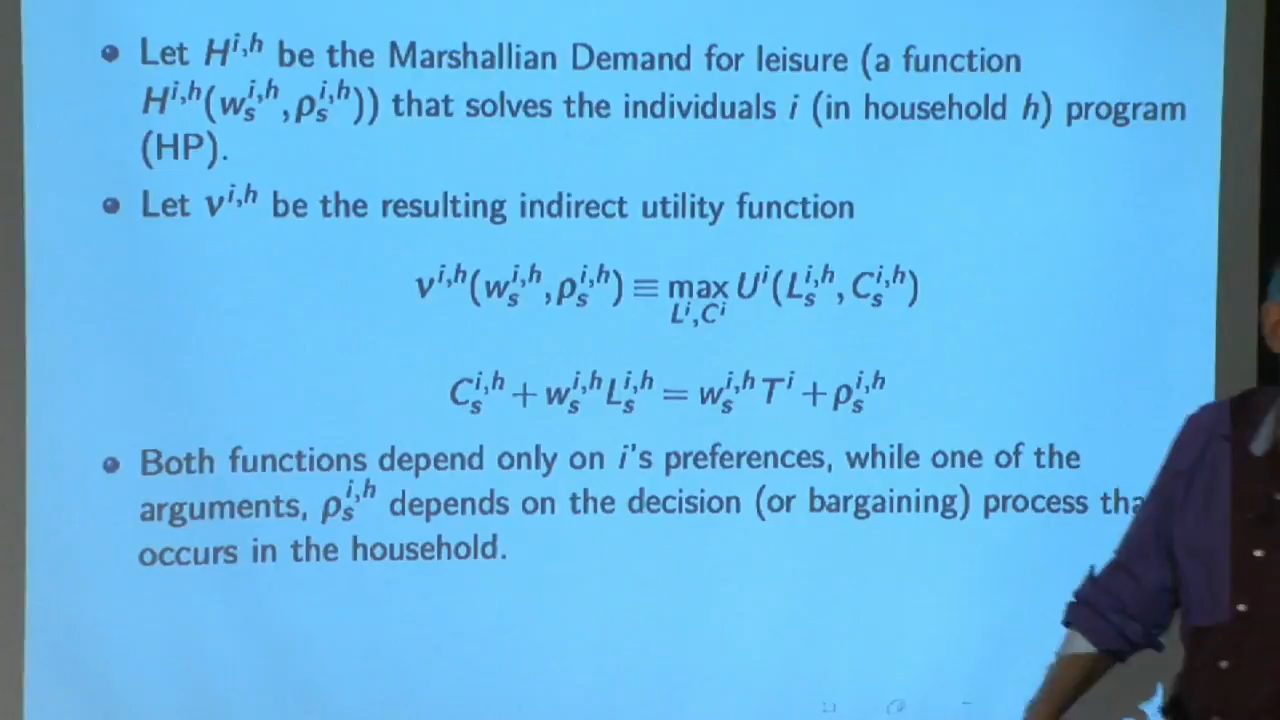 • Let H^{i,h} be the Marshallian Demand for leisure (a function
H^{i,h}(w_s^{i,h}, ρ_s^{i,h})) that solves the individuals i (in household h) program
(HP).
• Let v^{i,h} be the resulting indirect utility function
v^{i,h}(w_s^{i,h}, ρ_s^{i,h}) ≡ max_{L^i,C^i} U^i(L_s^{i,h}, C_s^{i,h})
C_s^{i,h} + w_s^{i,h} L_s^{i,h} = w_s^{i,h} T^i + ρ_s^{i,h}
• Both functions depend only on i's preferences, while one of the
arguments, ρ_s^{i,h} depends on the decision (or bargaining) process tha
occurs in the household.